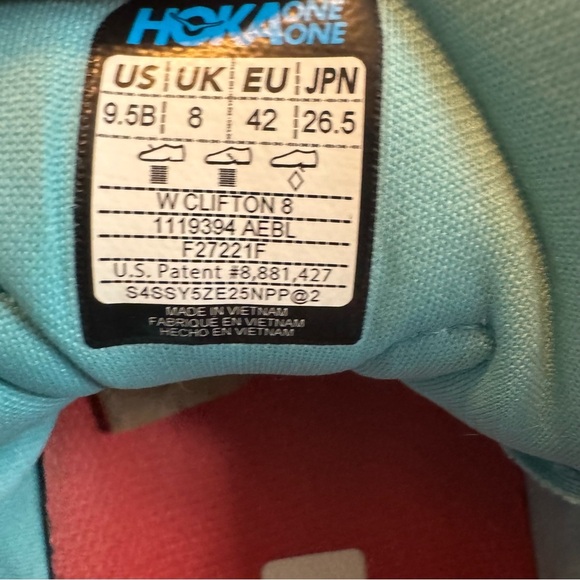 HOKA ONE ONE
US UK EU JPN
9.5B 8 42 26.5
W CLIFTON 8
1119394 AEBL
F27221F
U.S. Patent #8,881,427
S4SSY5ZE25NPP@2
MADE IN VIETNAM
FABRIQUE EN VIETNAM
HECHO EN VIETNAM